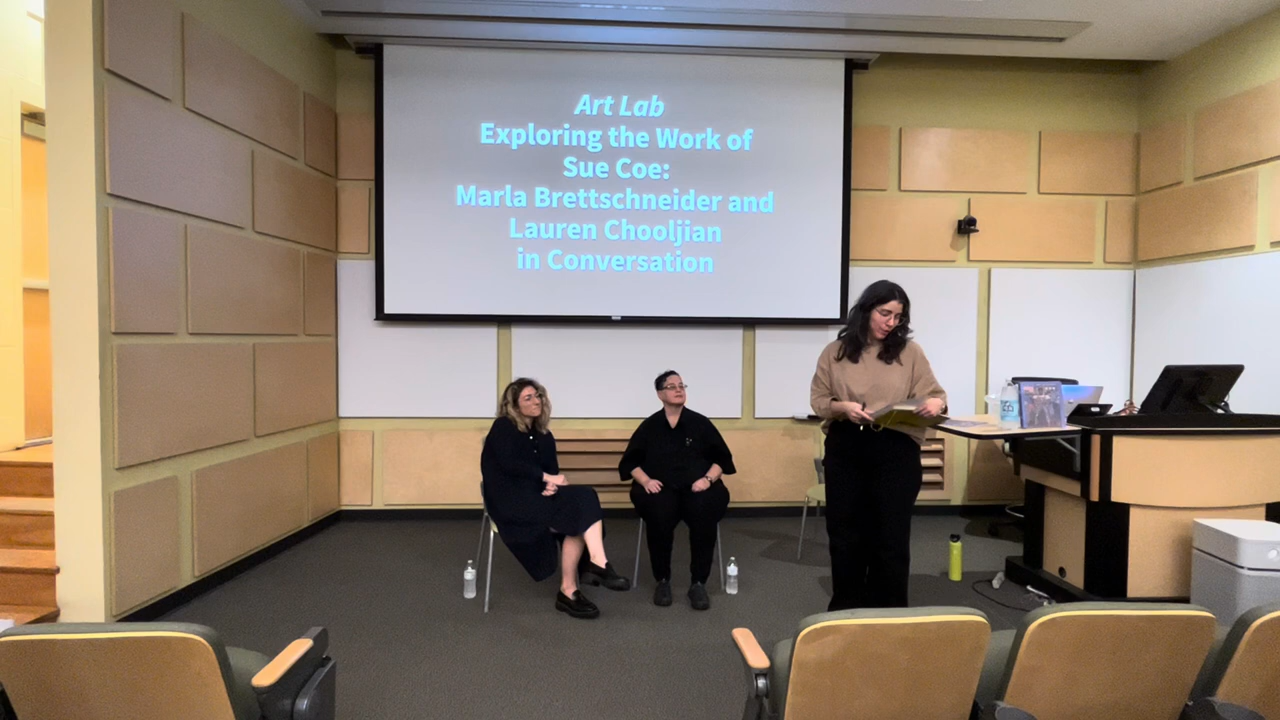 Art Lab
Exploring the Work of
Sue Coe:
Marla Brettschneider and
Lauren Chooljian
in Conversation